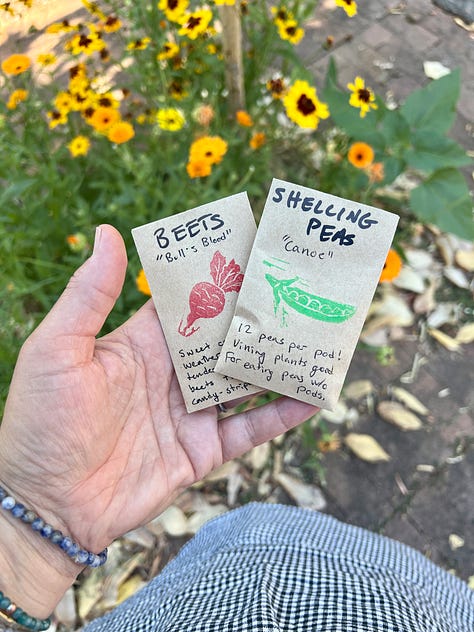 BEETS
"Bull's Blood"
Sweet
weather
tender
beets
candy-strip
SHELLING
PEAS
"Canoe"
12 peas per pod!
Vining plants good
For eating peas w/o
pods.